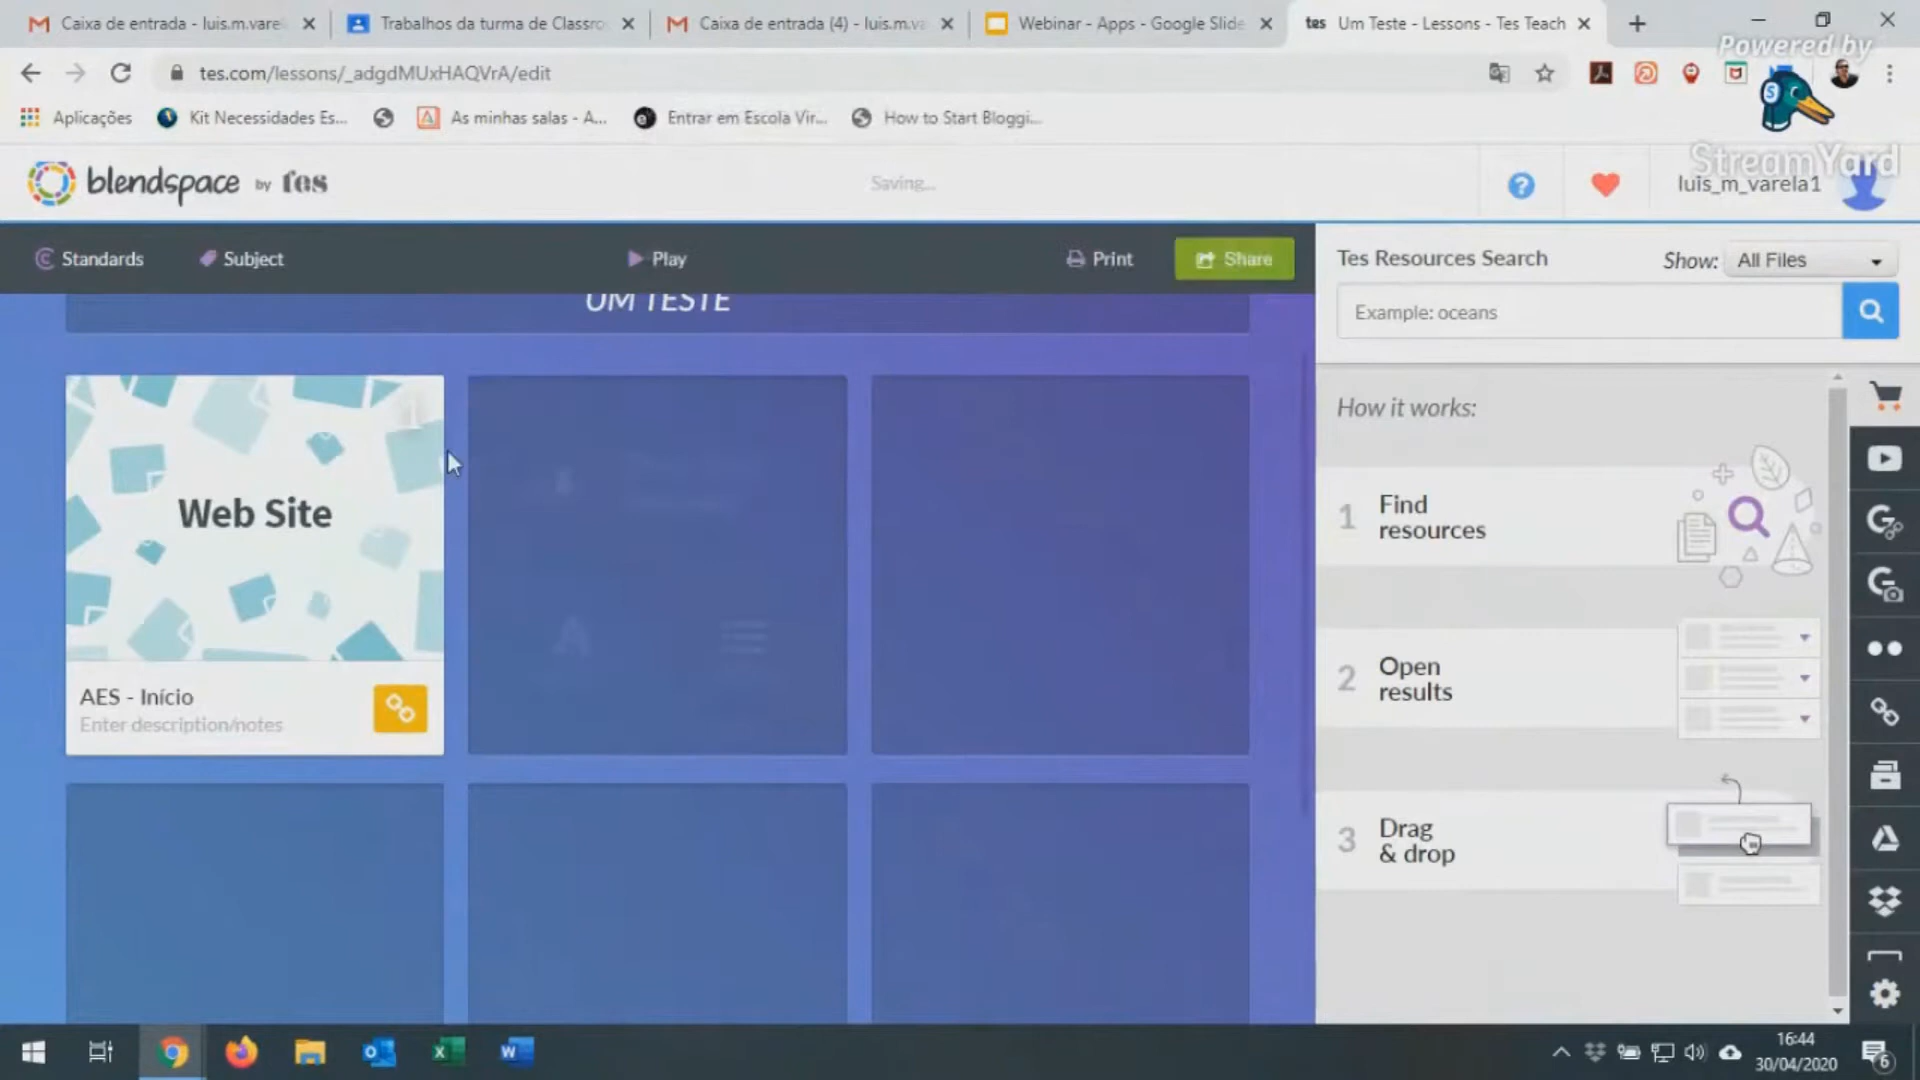 Caixa de entrada - luis.m.varel
Trabalhos da turma de Classro
Caixa de entrada (4) - luis.m.va
Webinar - Apps - Google Slide
tes Um Teste - Lessons - Tes Teach
Powered by
tes.com/lessons/_adgdMUxHAQVrA/edit
Aplicações
Kit Necessidades Es...
As minhas salas - A...
Entrar em Escola Vir...
How to Start Bloggi...
StreamYard
blendspace by tes
Saving...
luis_m_varela1
Standards
Subject
Play
Print
Share
Tes Resources Search
Show: All Files
UM TESTE
Example: oceans
How it works:
Web Site
1 Find
resources
2 Open
results
AES - Início
Enter description/notes
3 Drag
& drop
16:44
30/04/2020
6